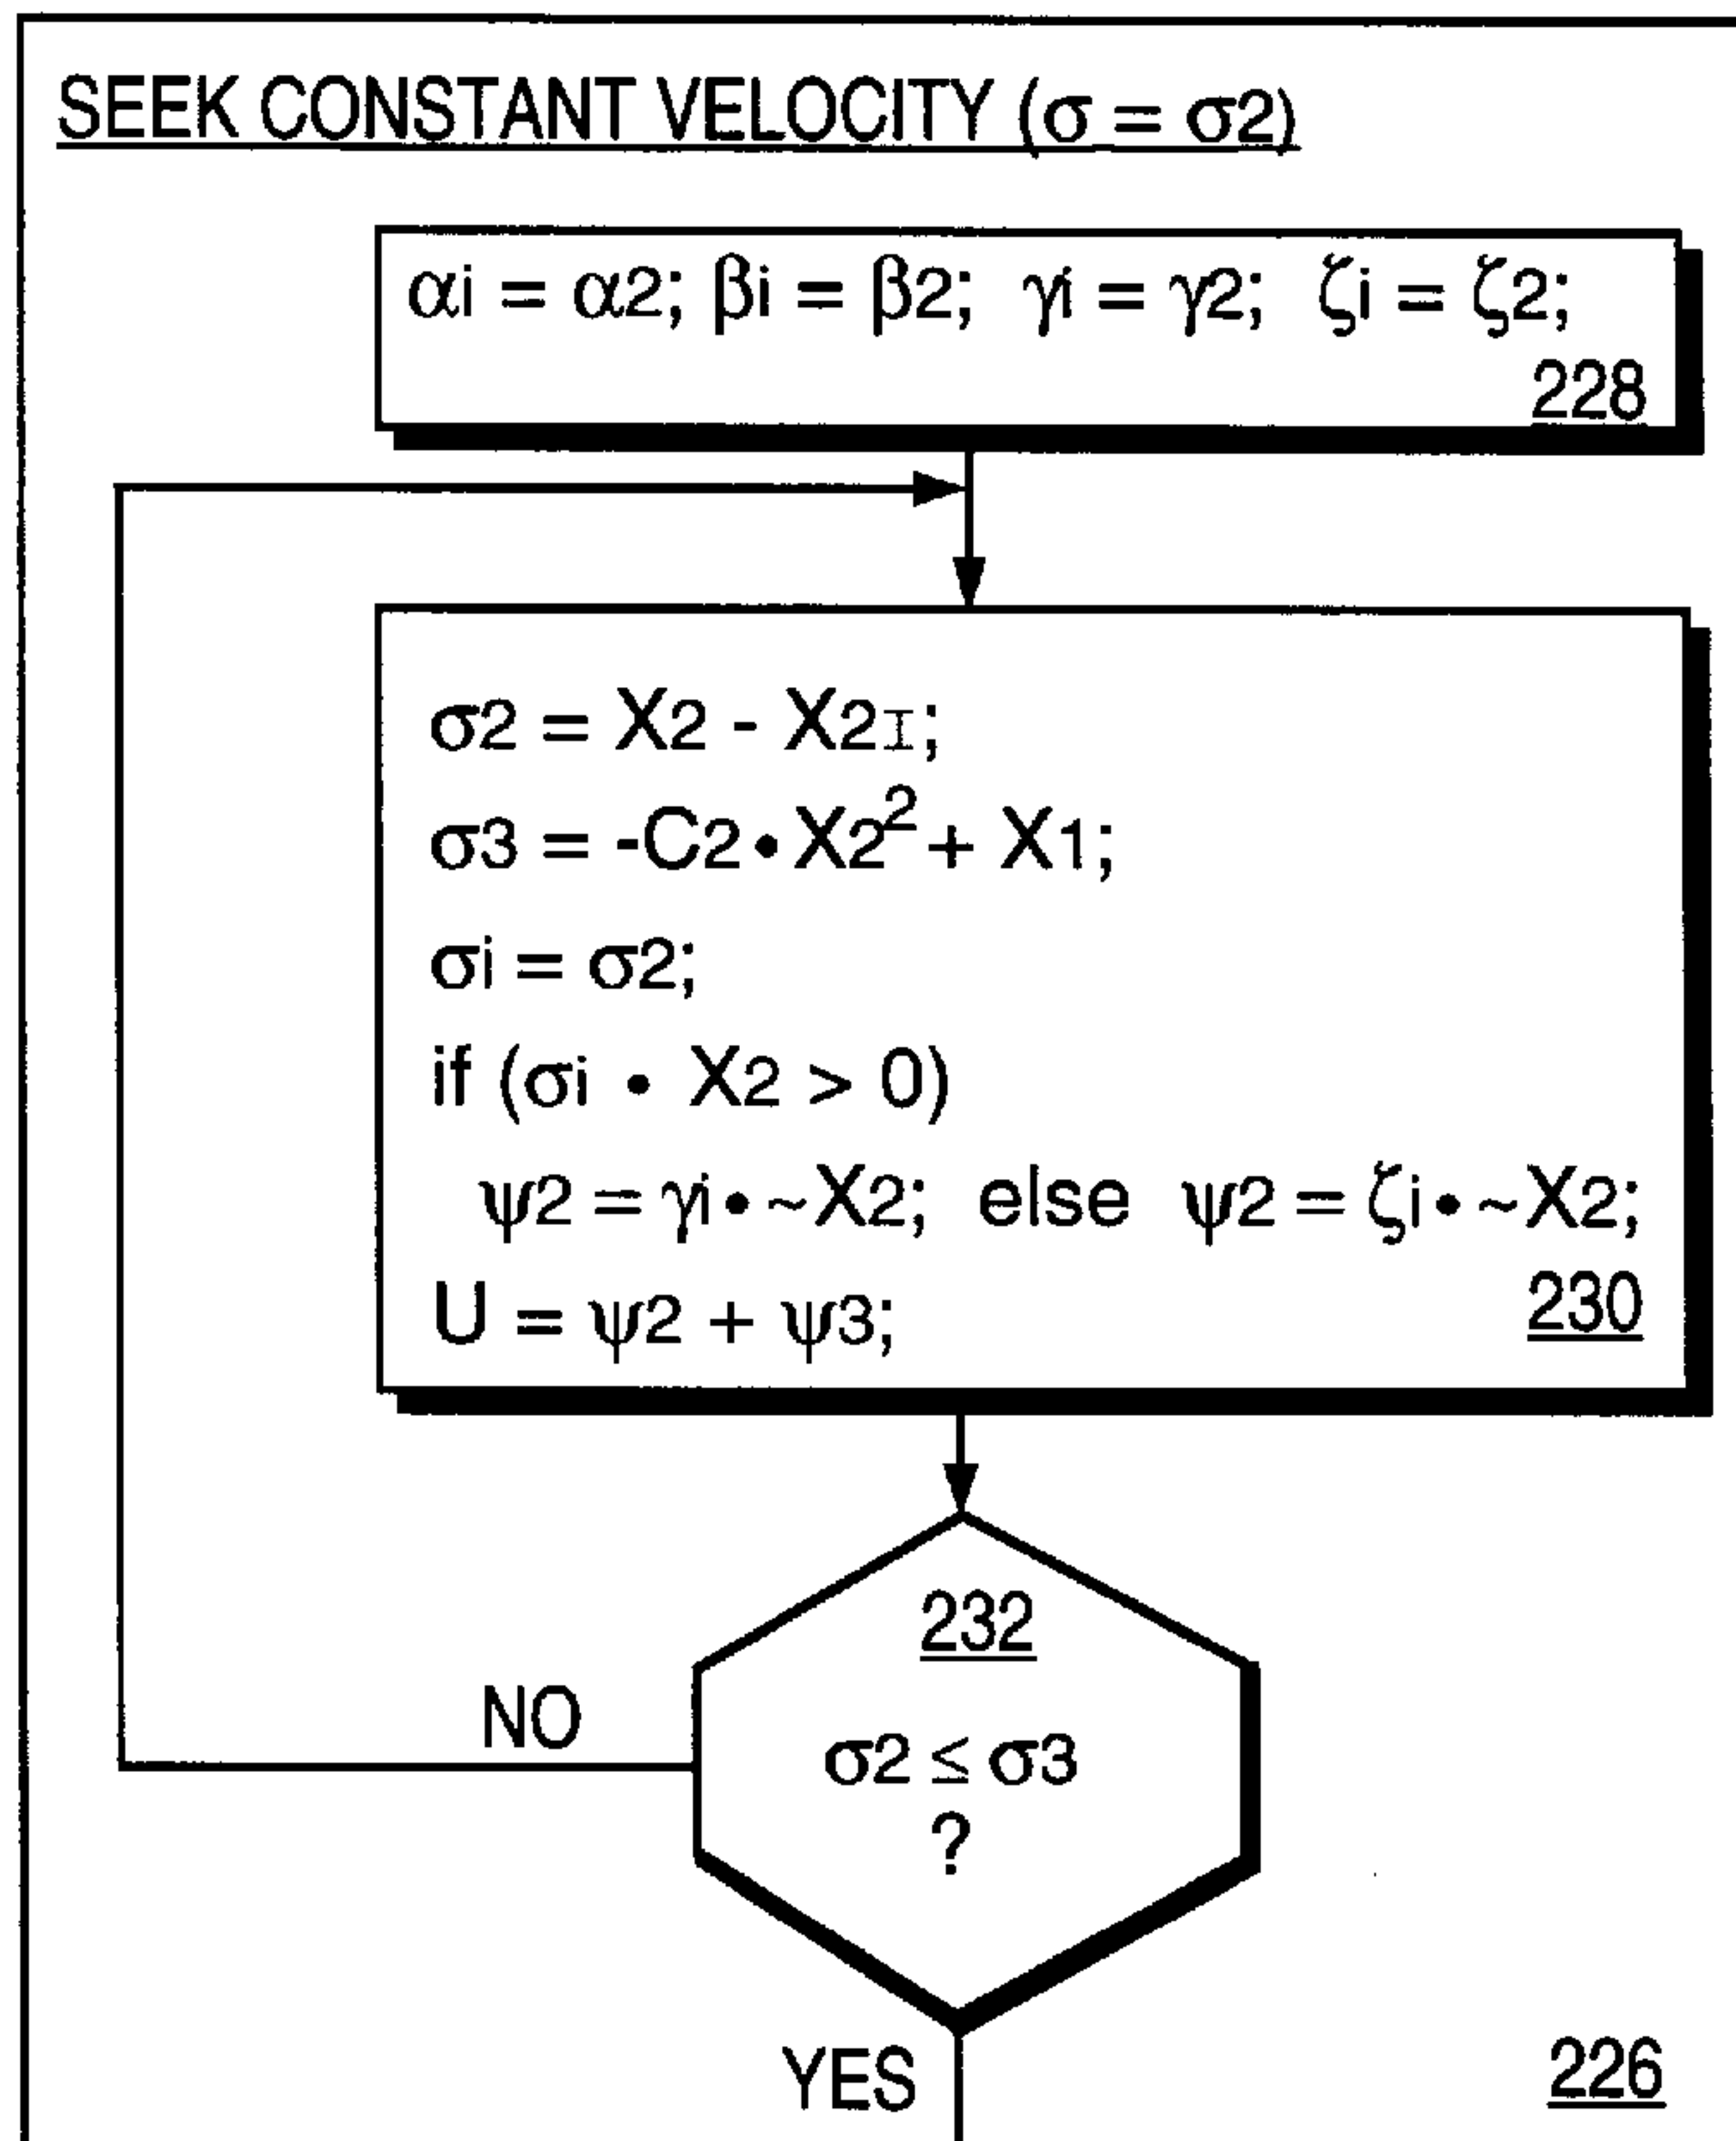 SEEK CONSTANT VELOCITY (σ = σ2)
αi = α2; βi = β2; γi = γ2; ζi = ζ2;
228
σ2 = X2 - X2I;
σ3 = -C2•X2² + X1;
σi = σ2;
if (σi • X2 > 0)
ψ2 = γi•~X2; else ψ2 = ζi•~X2;
U = ψ2 + ψ3;
230
232
NO
σ2 ≤ σ3
?
YES
226